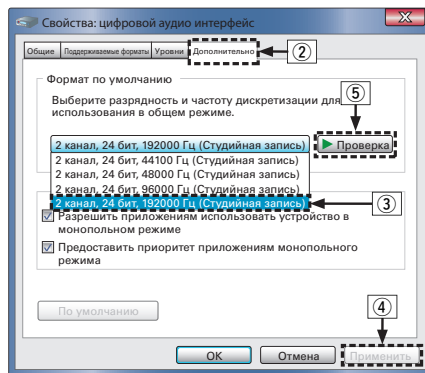 Свойства: цифровой аудио интерфейс
Общие Поддерживаемые форматы Уровни Дополнительно
②
Формат по умолчанию
⑤
Выберите разрядность и частоту дискретизации для
использования в общем режиме.
2 канал, 24 бит, 192000 Гц (Студийная запись)
Проверка
2 канал, 24 бит, 44100 Гц (Студийная запись)
2 канал, 24 бит, 48000 Гц (Студийная запись)
2 канал, 24 бит, 96000 Гц (Студийная запись)
2 канал, 24 бит, 192000 Гц (Студийная запись)
③
Разрешить приложениям использовать устройство в
монопольном режиме
Предоставить приоритет приложениям монопольного
режима
По умолчанию
④
ОК Отмена Применить